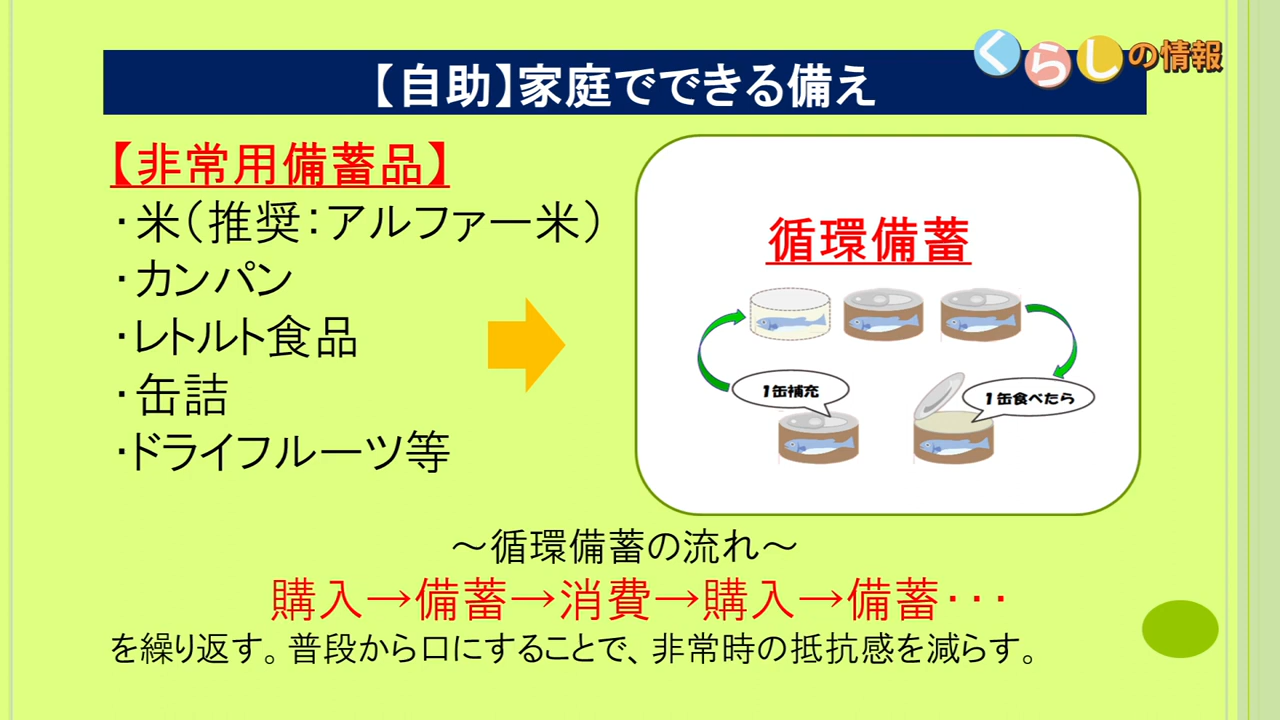 くらしの情報
【自助】家庭でできる備え
【非常用備蓄品】
・米（推奨：アルファー米）
・カンパン
・レトルト食品
・缶詰
・ドライフルーツ等
循環備蓄
1缶補充
1缶食べたら
～循環備蓄の流れ～
購入→備蓄→消費→購入→備蓄･･･
を繰り返す。普段から口にすることで、非常時の抵抗感を減らす。